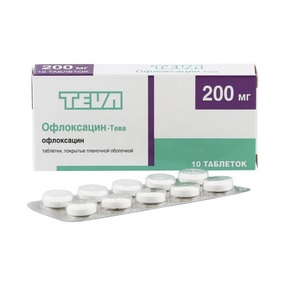 200 мг
10 ТАБЛЕТОК
TEVA
200 мг
Офлоксацин-Тева
офлоксацин
таблетки, покрытые пленочной оболочкой
10 ТАБЛЕТОК